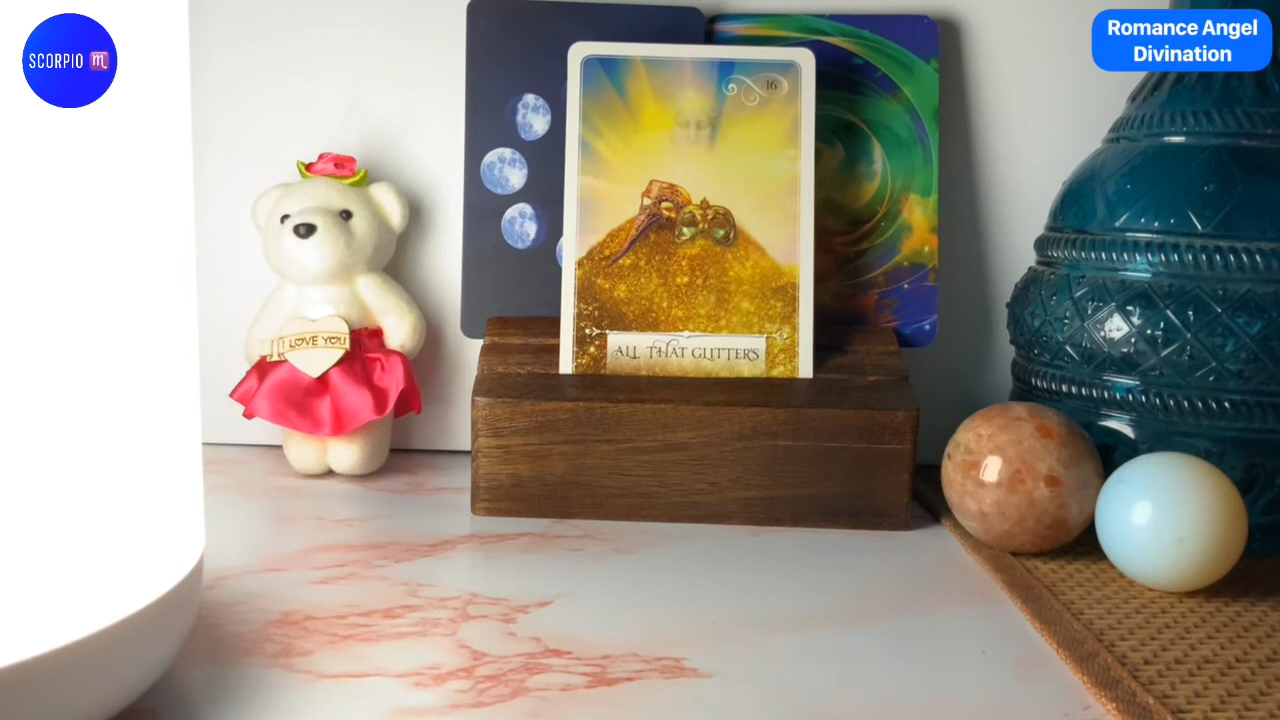 SCORPIO ♏
Romance Angel
Divination
16
I LOVE YOU
ALL THAT GLITTERS